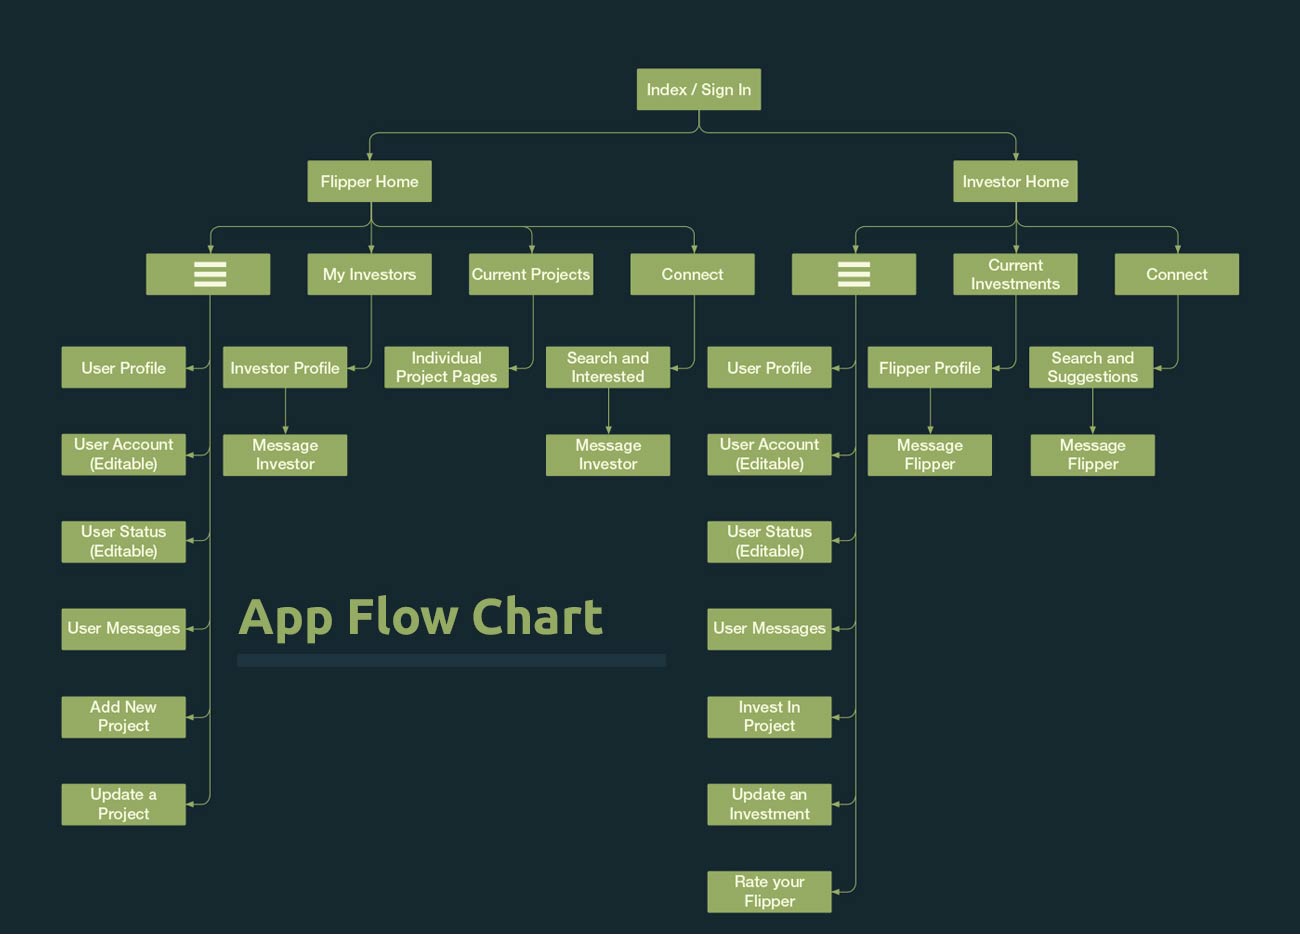 Index / Sign In
Flipper Home
Investor Home
My Investors
Current Projects
Connect
Current
Investments
Connect
User Profile
Investor Profile
Individual
Project Pages
Search and
Interested
User Profile
Flipper Profile
Search and
Suggestions
User Account
(Editable)
Message
Investor
Message
Investor
User Account
(Editable)
Message
Flipper
Message
Flipper
User Status
(Editable)
User Status
(Editable)
App Flow Chart
User Messages
User Messages
Add New
Project
Invest In
Project
Update a
Project
Update an
Investment
Rate your
Flipper